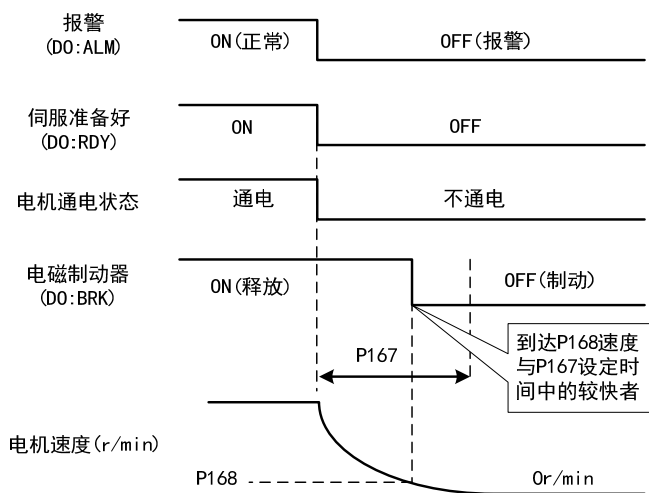 报警
(DO:ALM)
ON(正常)
OFF(报警)
伺服准备好
(DO:RDY)
ON
OFF
电机通电状态
通电
不通电
电磁制动器
(DO:BRK)
ON(释放)
OFF(制动)
P167
到达P168速度
与P167设定时
间中的较快者
电机速度(r/min)
P168
0r/min